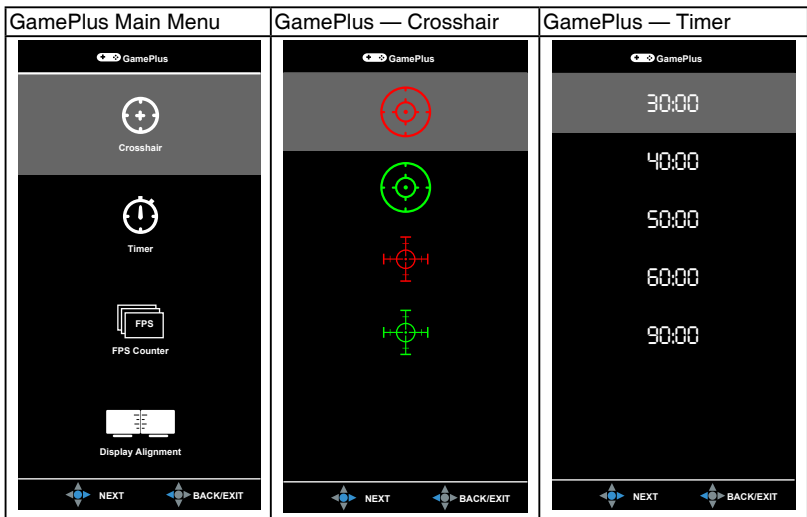 GamePlus Main Menu
GamePlus
Crosshair
Timer
FPS
FPS Counter
Display Alignment
NEXT BACK/EXIT
GamePlus — Crosshair
GamePlus
NEXT BACK/EXIT
GamePlus — Timer
GamePlus
30:00
40:00
50:00
60:00
90:00
NEXT BACK/EXIT